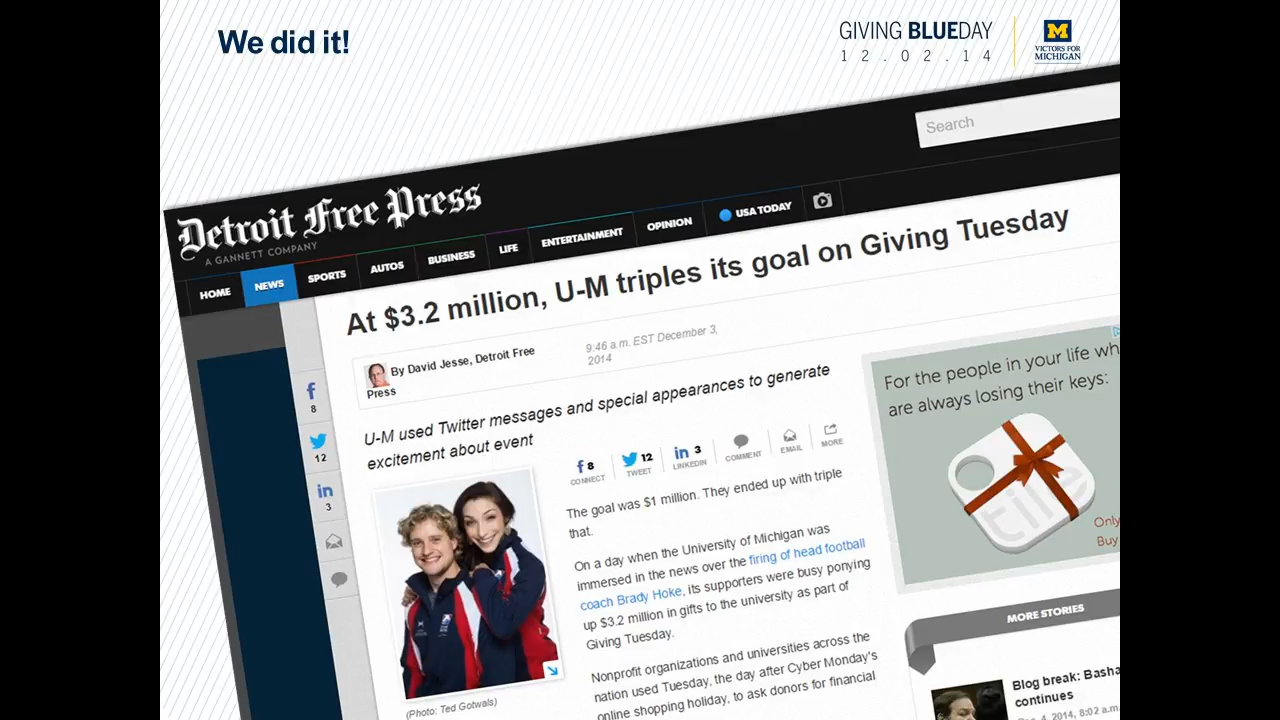 We did it!
GIVING BLUEDAY
12.02.14
M
VICTORS FOR
MICHIGAN
Search
Detroit Free Press
A GANNETT COMPANY
HOME
NEWS
SPORTS
AUTOS
BUSINESS
LIFE
ENTERTAINMENT
OPINION
USA TODAY
At $3.2 million, U-M triples its goal on Giving Tuesday
By David Jesse, Detroit Free
Press
9:46 a.m. EST December 3,
2014
U-M used Twitter messages and special appearances to generate
excitement about event
8
12
3
8
CONNECT
12
TWEET
3
LINKEDIN
COMMENT
EMAIL
MORE
The goal was $1 million. They ended up with triple
that.
On a day when the University of Michigan was
immersed in the news over the firing of head football
coach Brady Hoke, its supporters were busy ponying
up $3.2 million in gifts to the university as part of
Giving Tuesday.
Nonprofit organizations and universities across the
nation used Tuesday, the day after Cyber Monday's
online shopping holiday, to ask donors for financial
(Photo: Ted Gotwals)
For the people in your life wh
are always losing their keys:
tile
Only
Buy
MORE STORIES
Blog break: Basha
continues
4, 2014, 8:02 a.m.